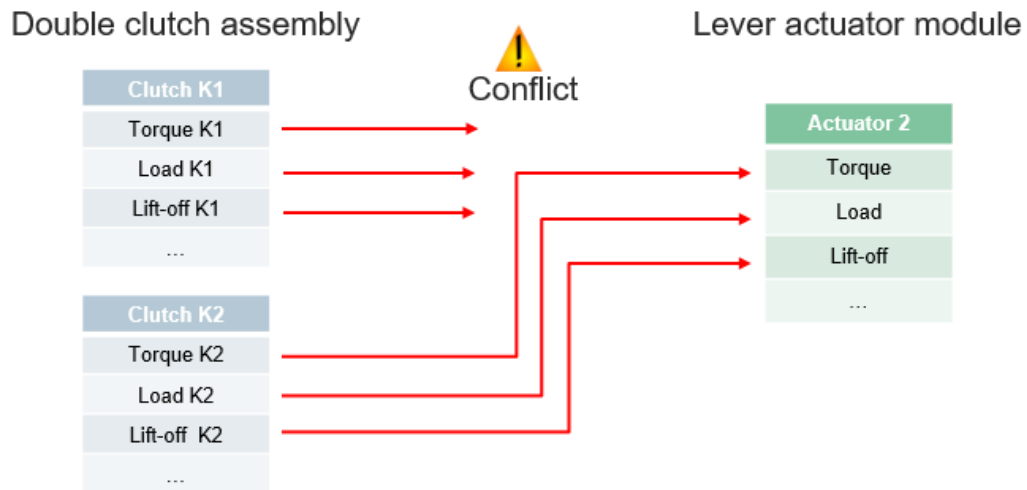 Double clutch assembly
Lever actuator module
Conflict
Clutch K1
Torque K1
Load K1
Lift-off K1
...
Clutch K2
Torque K2
Load K2
Lift-off  K2
...
Actuator 2
Torque
Load
Lift-off
...